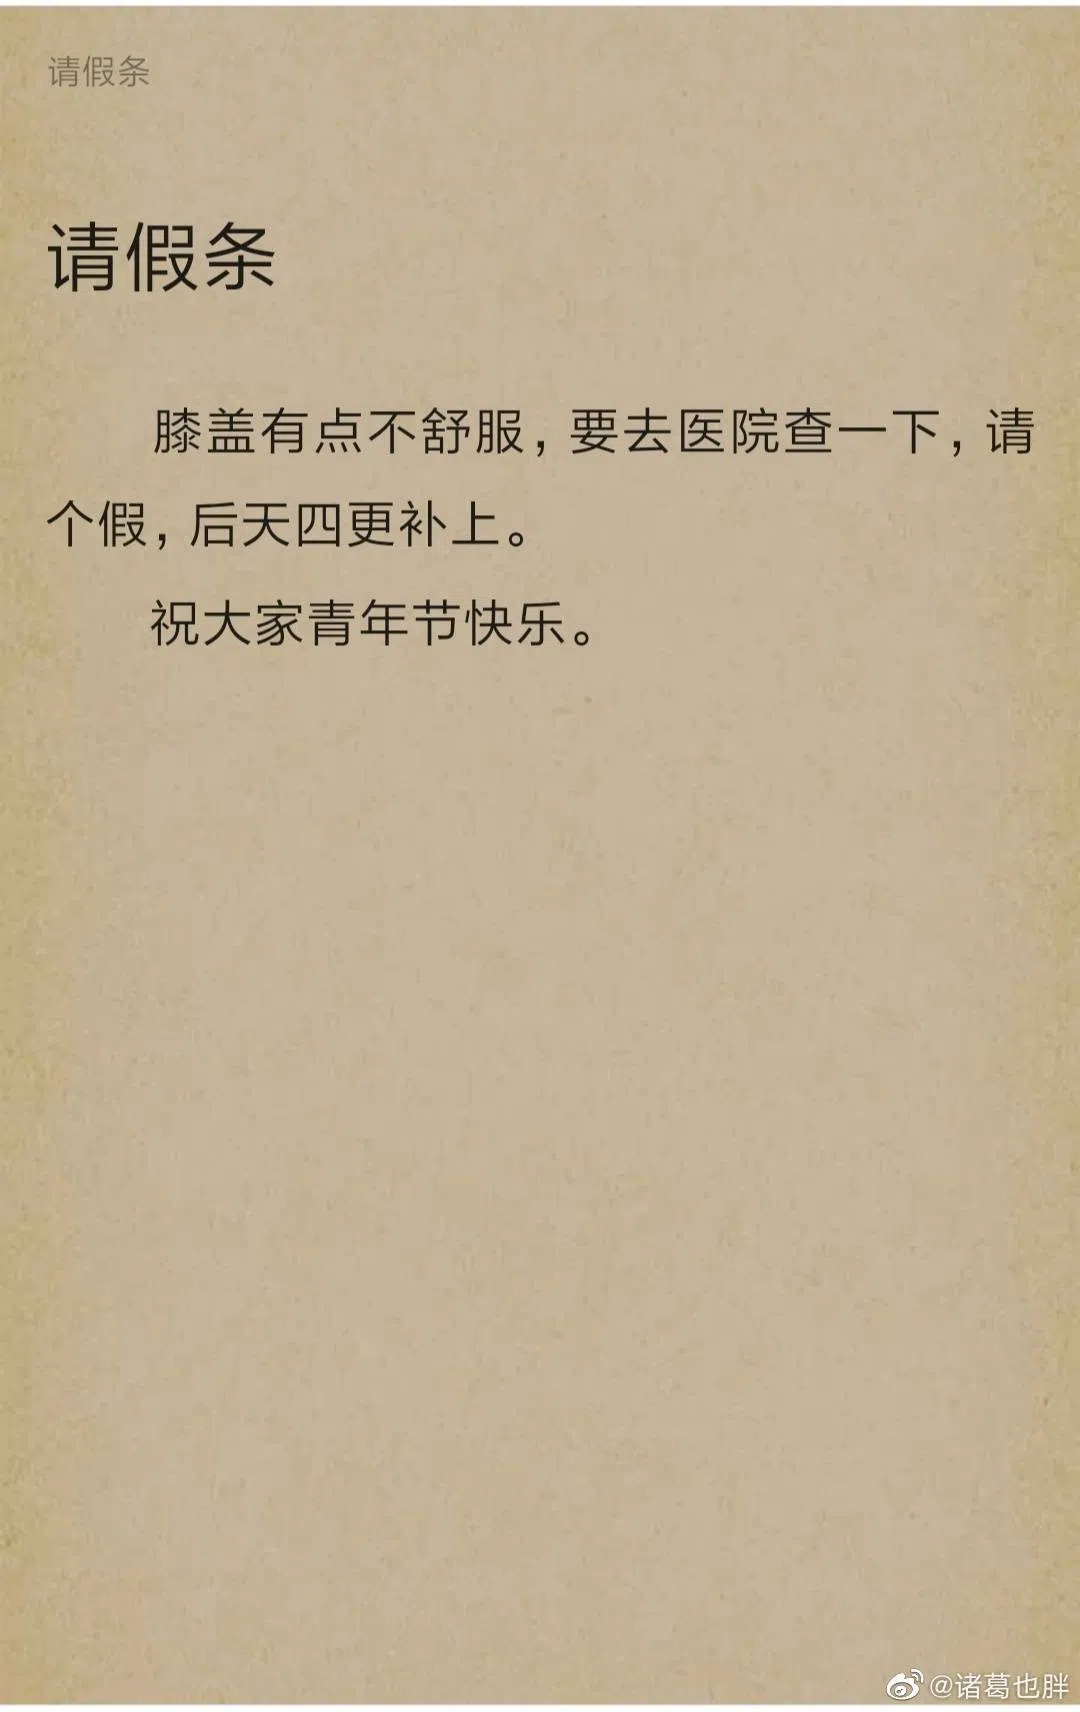 请假条
请假条
膝盖有点不舒服，要去医院查一下，请
个假，后天四更补上。
祝大家青年节快乐。
@诸葛也胖